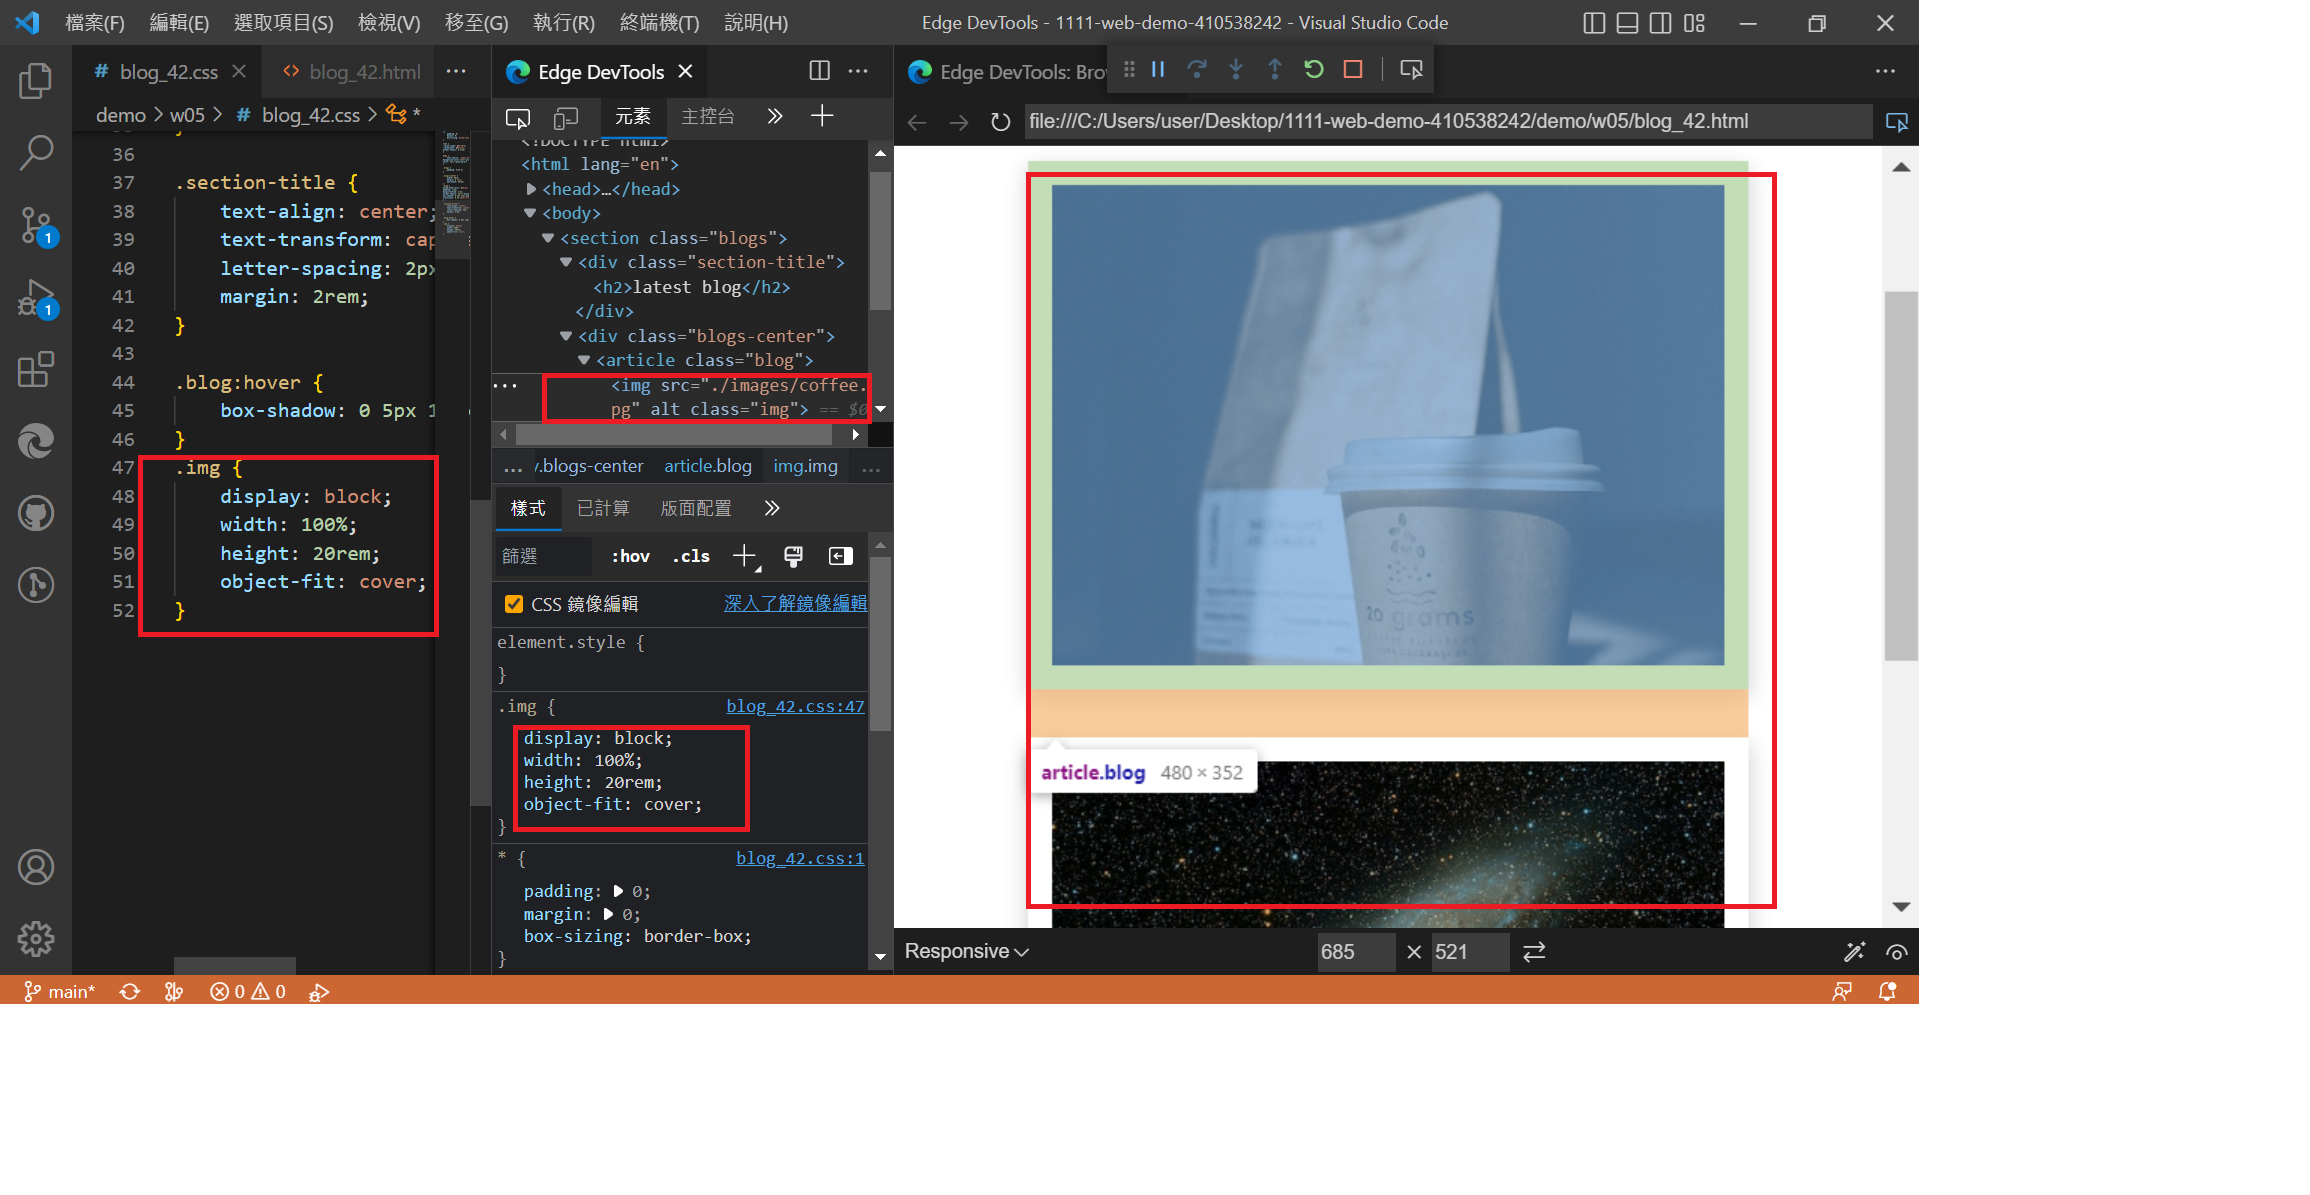 檔案(F) 編輯(E) 選取項目(S) 檢視(V) 移至(G) 執行(R) 終端機(T) 說明(H)
Edge DevTools - 1111-web-demo-410538242 - Visual Studio Code
# blog_42.css
<> blog_42.html
demo > w05 > # blog_42.css > *
36
37 .section-title {
38 text-align: center;
39 text-transform: cap
40 letter-spacing: 2px
41 margin: 2rem;
42 }
43
44 .blog:hover {
45 box-shadow: 0 5px 1
46 }
47 .img {
48 display: block;
49 width: 100%;
50 height: 20rem;
51 object-fit: cover;
52 }
1
1
Edge DevTools
元素 主控台
<!DOCTYPE html>
<html lang="en">
<head>…</head>
<body>
<section class="blogs">
<div class="section-title">
<h2>latest blog</h2>
</div>
<div class="blogs-center">
<article class="blog">
<img src="./images/coffee.
pg" alt class="img"> == $0
... .blogs-center article.blog img.img ...
樣式 已計算 版面配置
篩選 :hov .cls
CSS 鏡像編輯 深入了解鏡像編輯
element.style {
}
.img { blog_42.css:47
display: block;
width: 100%;
height: 20rem;
object-fit: cover;
}
* { blog_42.css:1
padding: 0;
margin: 0;
box-sizing: border-box;
}
Edge DevTools: Bro
file:///C:/Users/user/Desktop/1111-web-demo-410538242/demo/w05/blog_42.html
20 grams
article.blog 480 × 352
Responsive 685 × 521
main* 0 0